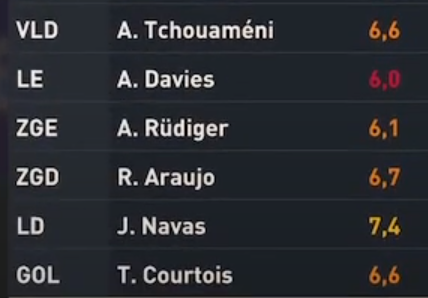 VLD A. Tchouaméni 6,6
LE A. Davies 6,0
ZGE A. Rüdiger 6,1
ZGD R. Araujo 6,7
LD J. Navas 7,4
GOL T. Courtois 6,6